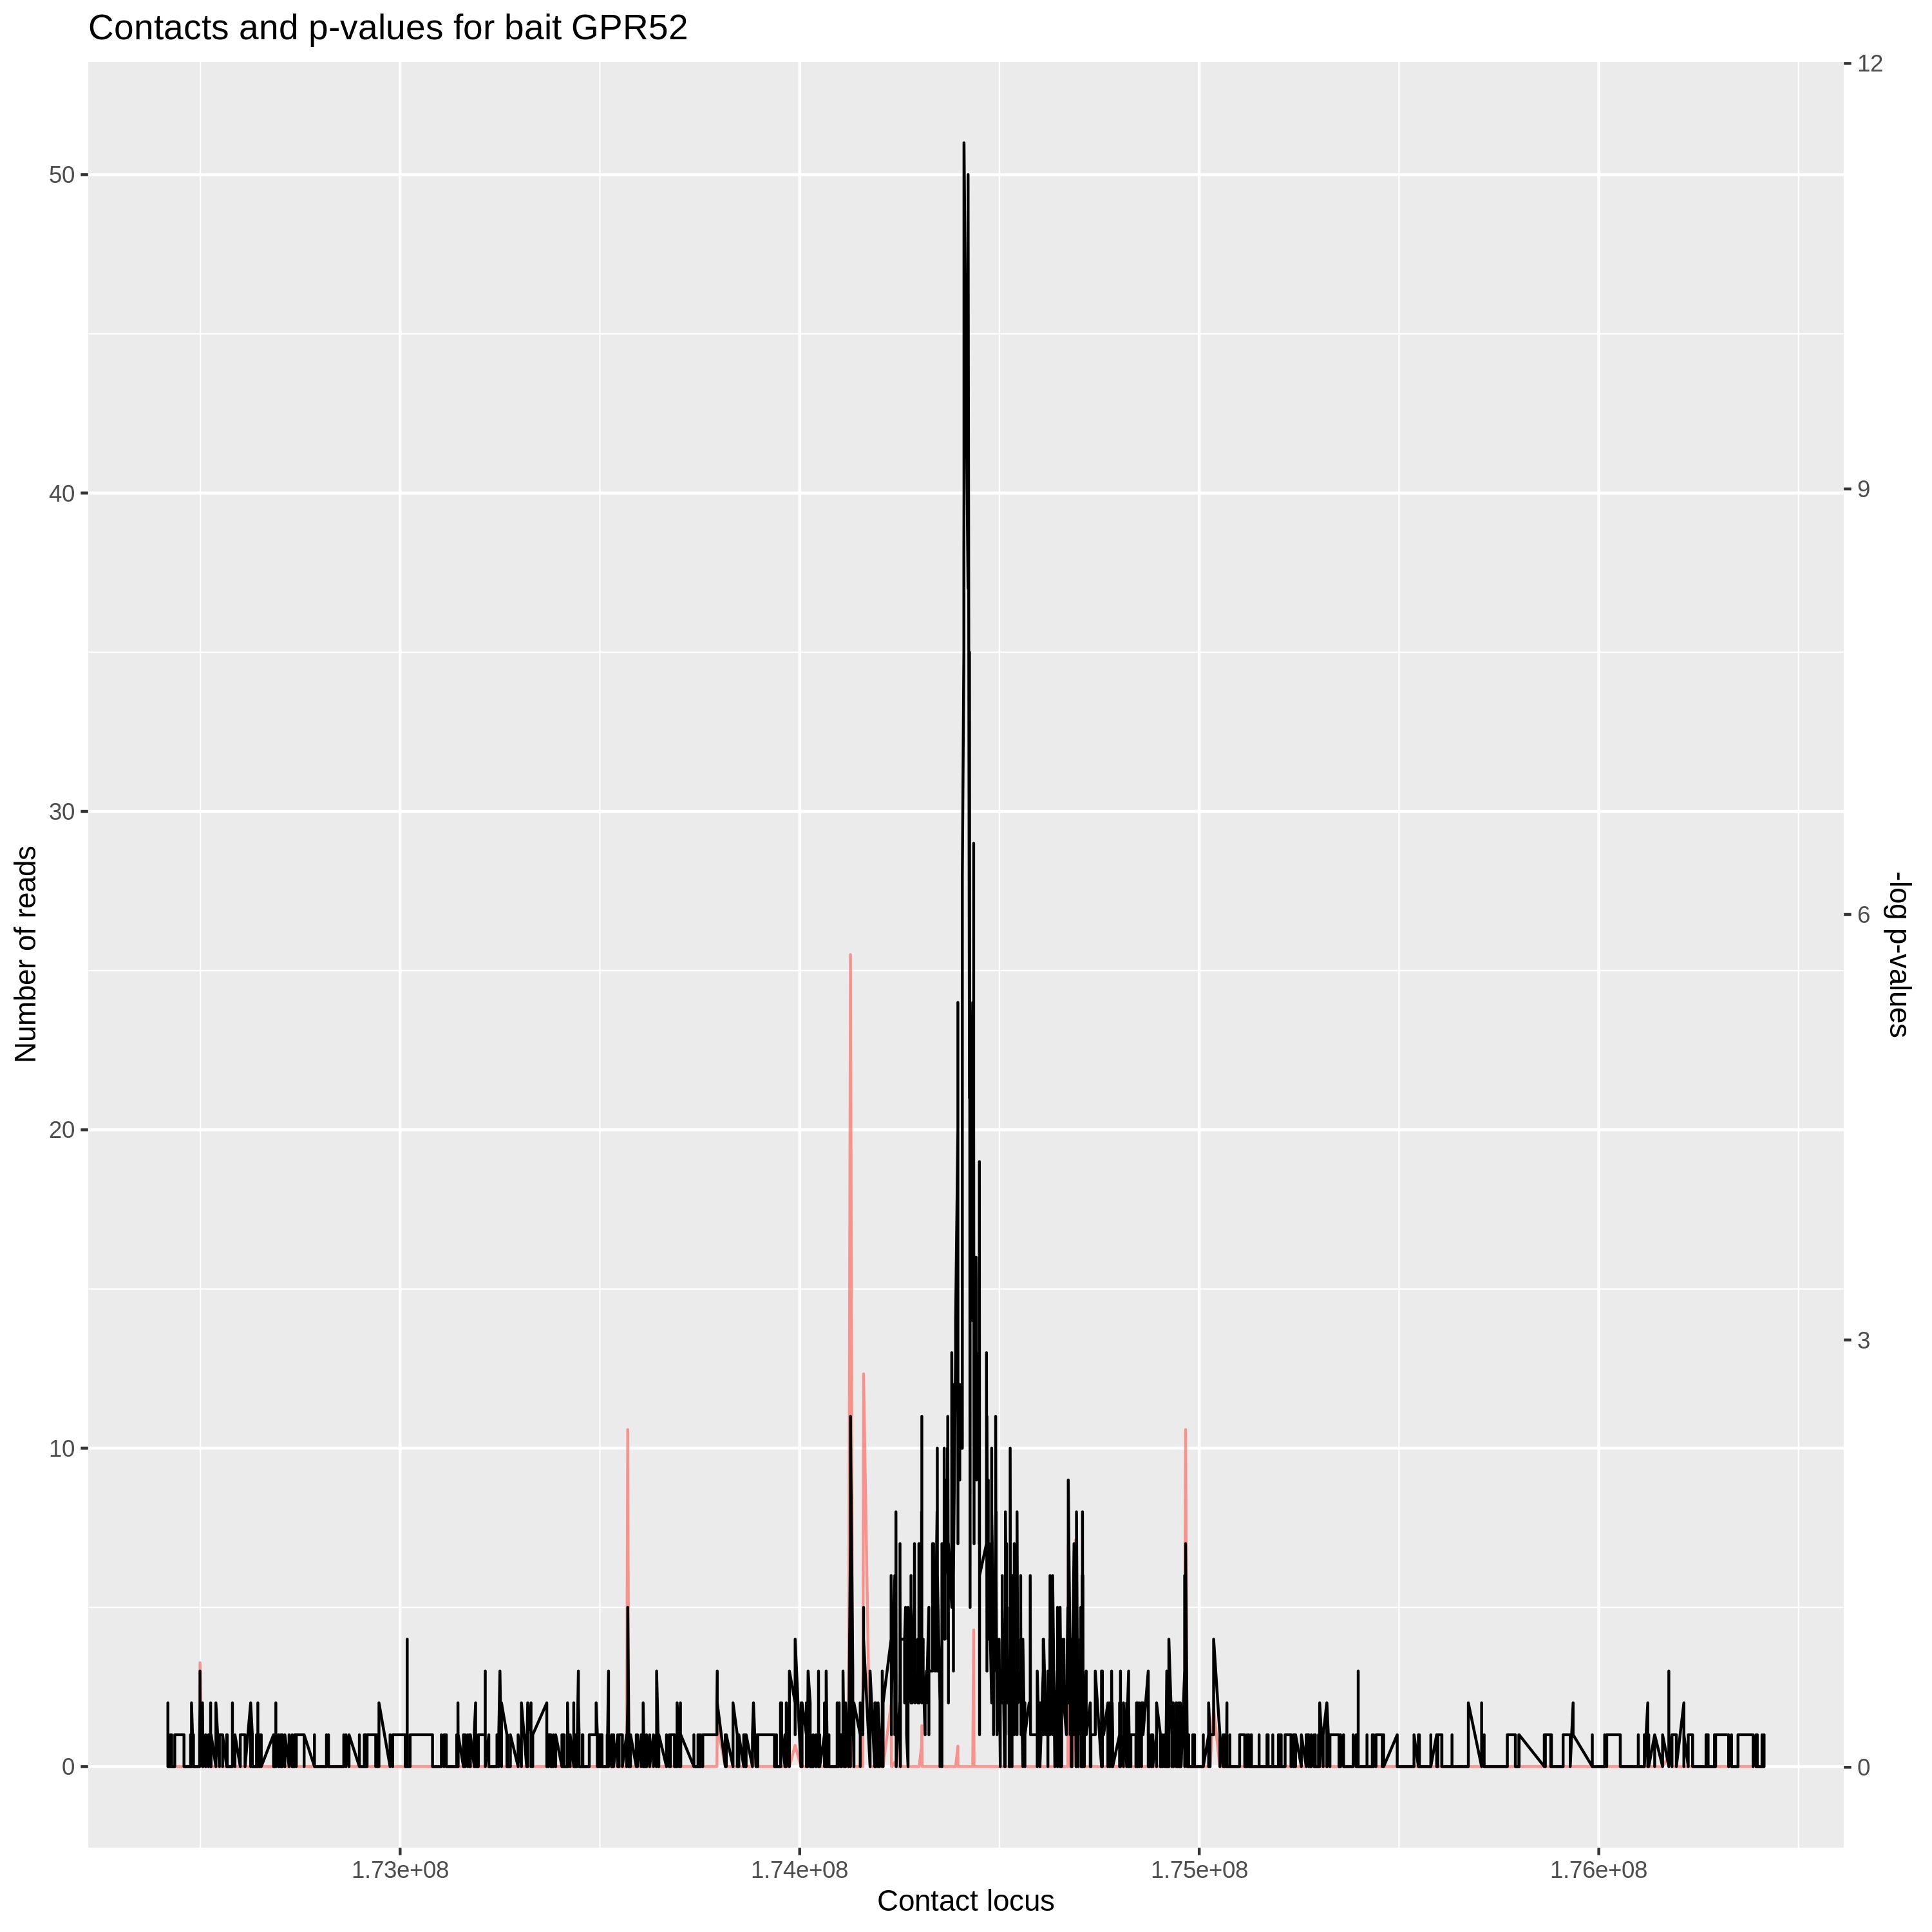 Contacts and p-values for bait GPR52
12
50
40
9
30
6
Number of reads
-log p-values
20
3
10
0
0
1.73e+08
1.74e+08
1.75e+08
1.76e+08
Contact locus